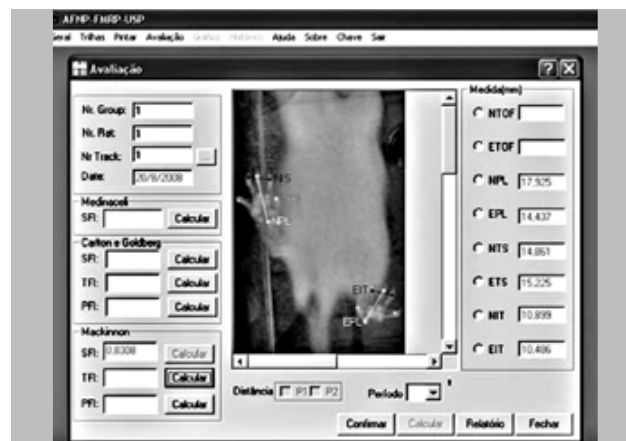 AFNP-FMRP-USP
Geral Trilhas Pintar Avaliação Gráfico Histórico Ajuda Sobre Chave Sair
Avaliação
Nr. Group: 1
Nr. Rat: 1
Nr Track: 1 ...
Date: 20/8/2008
Medinaceli
SFI: Calcular
Carlton e Goldberg
SFI: Calcular
TFI: Calcular
PFI: Calcular
Mackinnon
SFI: 0.8308 Calcular
TFI: Calcular
PFI: Calcular
NIS
NPL
EIT
EPL
Distância P1 P2 Período
Medida(mm)
NTOF
ETOF
NPL 17,925
EPL 14,437
NTS 14,861
ETS 15,225
NIT 10,899
EIT 10,486
Confirmar Calcular Relatório Fechar